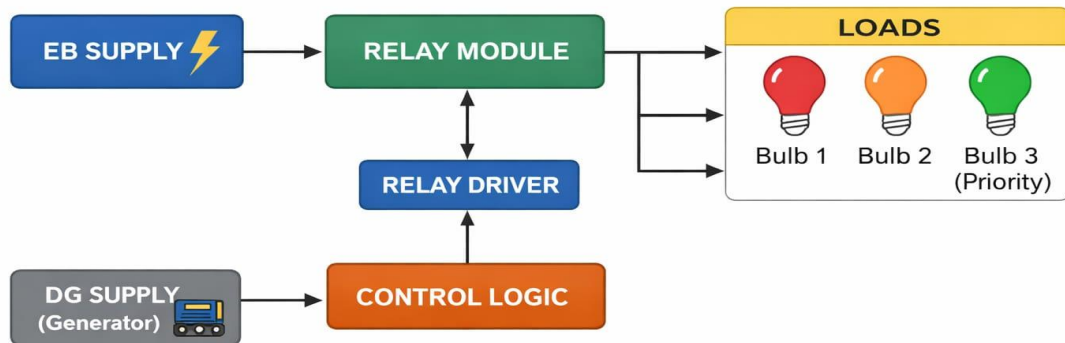 EB SUPPLY
RELAY MODULE
LOADS
Bulb 1
Bulb 2
Bulb 3
(Priority)
RELAY DRIVER
DG SUPPLY
(Generator)
CONTROL LOGIC